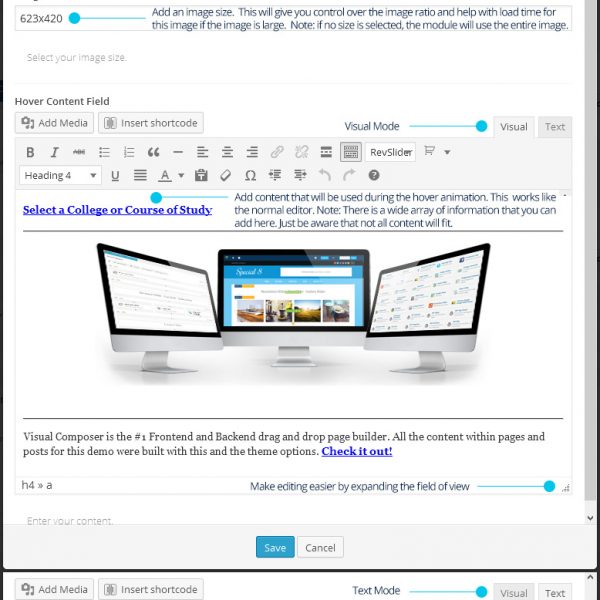 623x420
Add an image size. This will give you control over the image ratio and help with load time for
this if the image is large. Note: if no size is selected, the module will use the entire image.
Select your image size.
Hover Content Field
Add Media
Insert shortcode
Visual Mode
Visual
Text
B I ABC
RevSlider
Heading 4
U A Ω
Select a College or Course of Study
Add content that will be used during the hover animation. This works like
the normal editor. Note: There is a wide array of information that you can
add here. Just be aware that not all content will fit.
Special 8
Visual Composer is the #1 Frontend and Backend drag and drop page builder. All the content within pages and
posts for this demo were built with this and the theme options. Check it out!
h4 » a
Make editing easier by expanding the field of view
Enter your content.
Save
Cancel
Add Media
Insert shortcode
Text Mode
Visual
Text